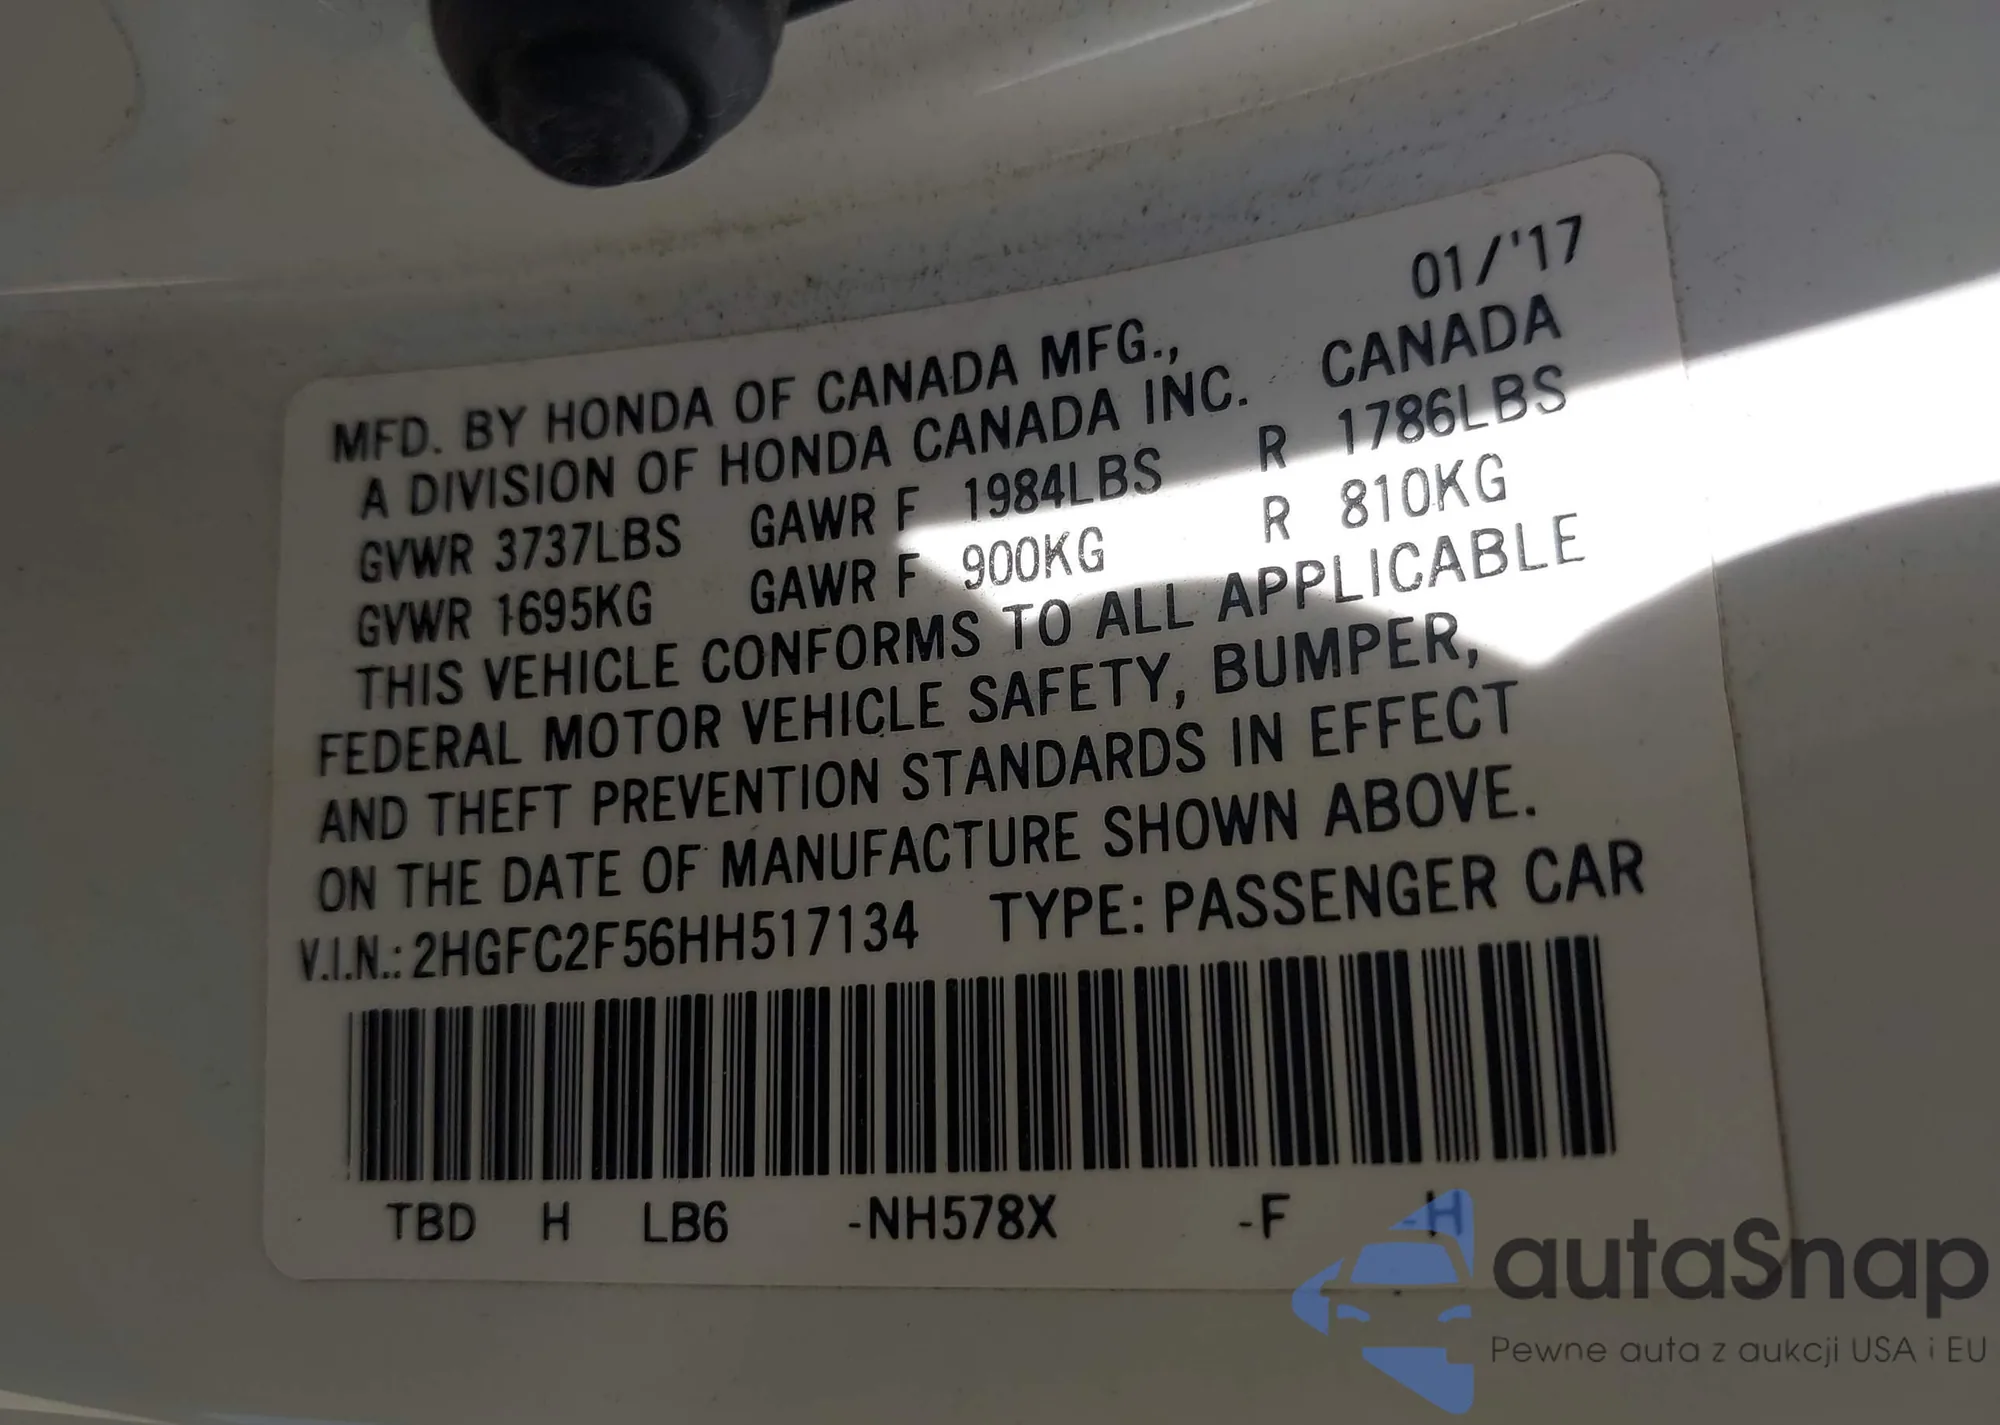 01/'17
MFD. BY HONDA OF CANADA MFG.,
A DIVISION OF HONDA CANADA INC. CANADA
GVWR 3737LBS GAWR F 1984LBS R 1786LBS
GVWR 1695KG GAWR F 900KG R 810KG
THIS VEHICLE CONFORMS TO ALL APPLICABLE
FEDERAL MOTOR VEHICLE SAFETY, BUMPER,
AND THEFT PREVENTION STANDARDS IN EFFECT
ON THE DATE OF MANUFACTURE SHOWN ABOVE.
V.I.N.: 2HGFC2F56HH517134 TYPE: PASSENGER CAR
TBD H LB6 -NH578X -F -H
autaSnap
Pewne auta z aukcji USA i EU